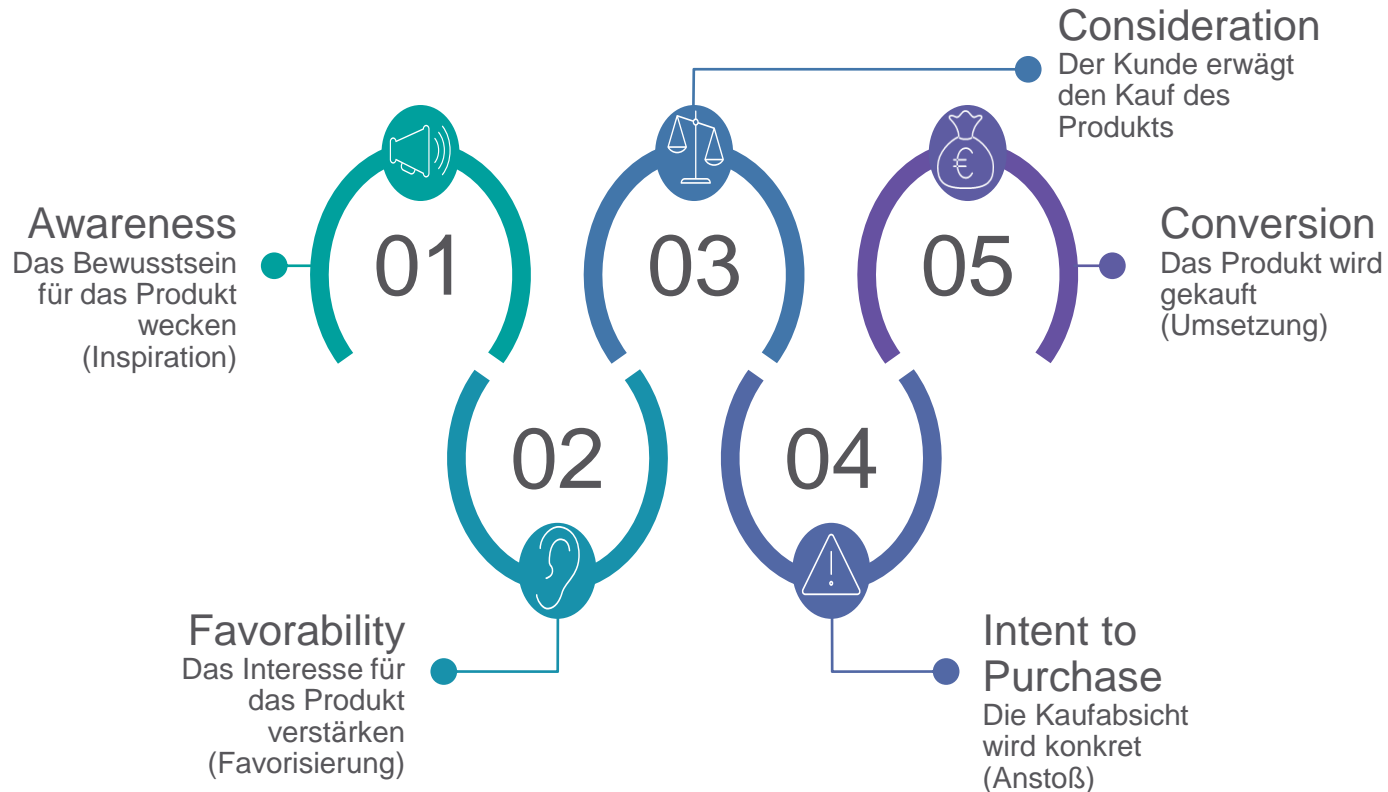 01
Awareness
Das Bewusstsein
für das Produkt
wecken
(Inspiration)
02
Favorability
Das Interesse für
das Produkt
verstärken
(Favorisierung)
03
Consideration
Der Kunde erwägt
den Kauf des
Produkts
04
Intent to
Purchase
Die Kaufabsicht
wird konkret
(Anstoß)
05
€
Conversion
Das Produkt wird
gekauft
(Umsetzung)